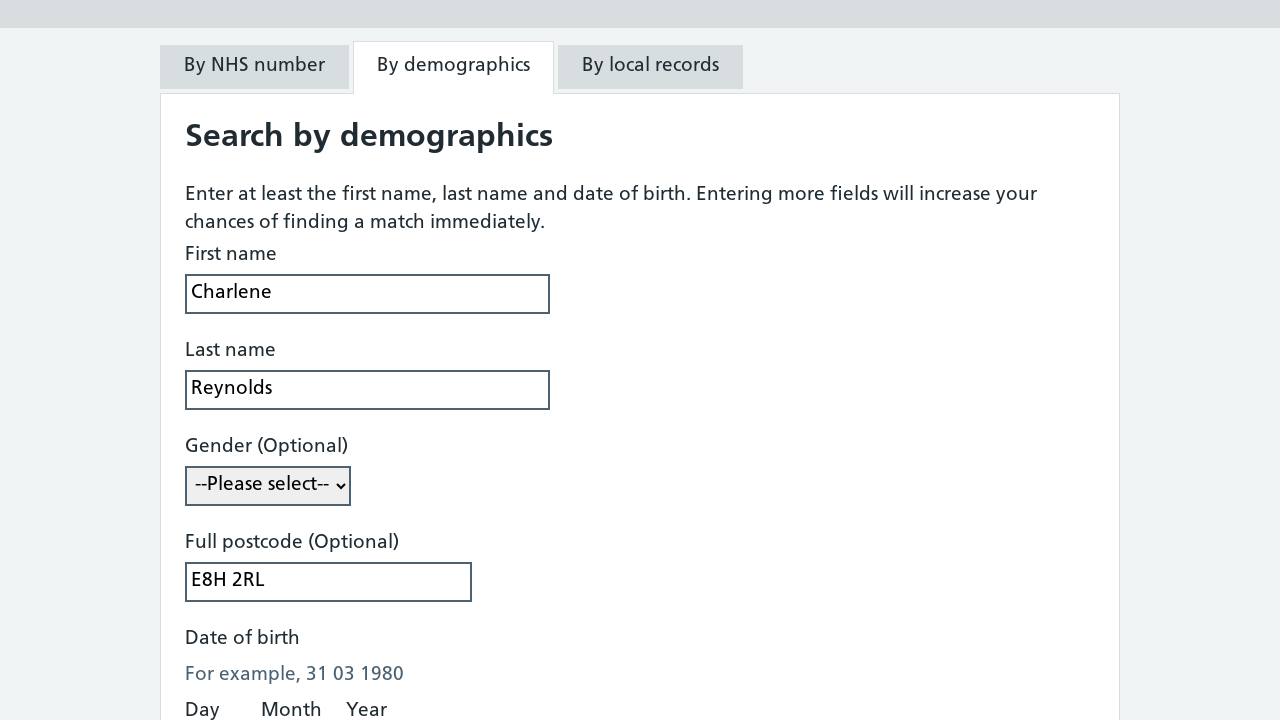 By NHS number
By demographics
By local records
Search by demographics
Enter at least the first name, last name and date of birth. Entering more fields will increase your
chances of finding a match immediately.
First name
Charlene
Last name
Reynolds
Gender (Optional)
--Please select--
Full postcode (Optional)
E8H 2RL
Date of birth
For example, 31 03 1980
Day Month Year